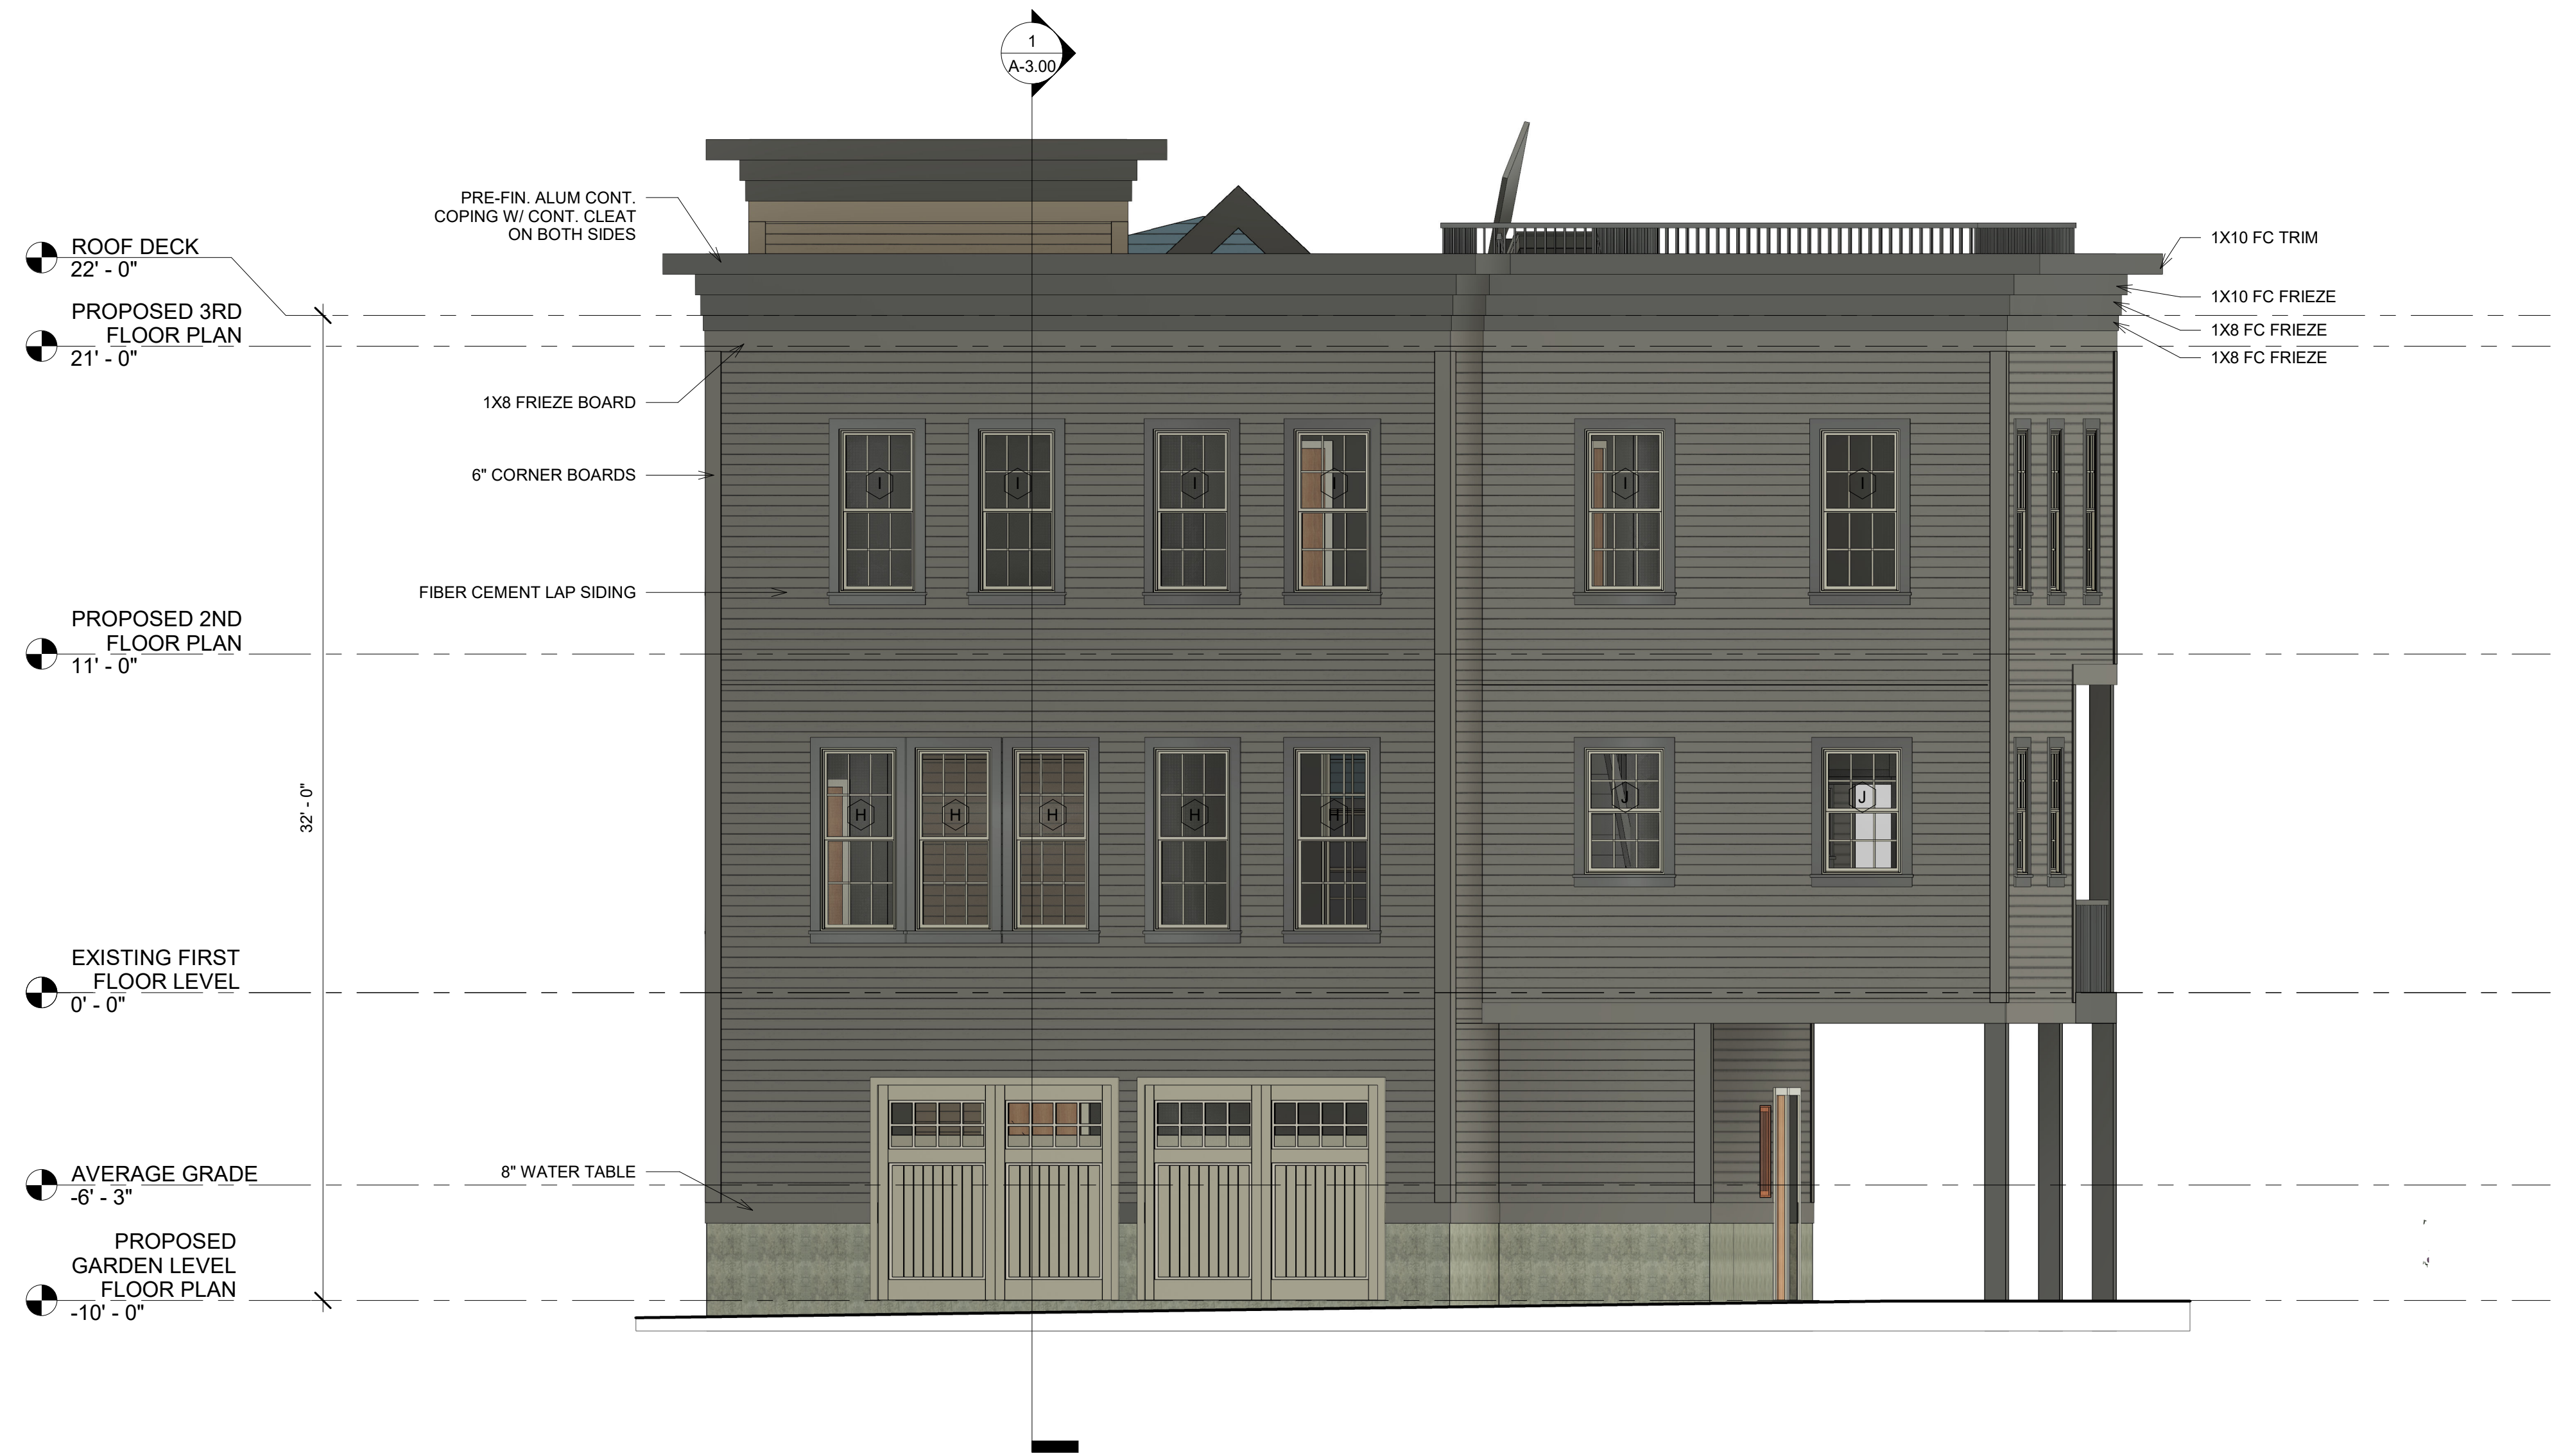 1
A-3.00
PRE-FIN. ALUM CONT.
COPING W/ CONT. CLEAT
ON BOTH SIDES
ROOF DECK
22' - 0"
PROPOSED 3RD
FLOOR PLAN
21' - 0"
1X8 FRIEZE BOARD
6" CORNER BOARDS
FIBER CEMENT LAP SIDING
PROPOSED 2ND
FLOOR PLAN
11' - 0"
32' - 0"
EXISTING FIRST
FLOOR LEVEL
0' - 0"
8" WATER TABLE
AVERAGE GRADE
-6' - 3"
PROPOSED
GARDEN LEVEL
FLOOR PLAN
-10' - 0"
I I I I I I
H H H H H J J
1X10 FC TRIM
1X10 FC FRIEZE
1X8 FC FRIEZE
1X8 FC FRIEZE